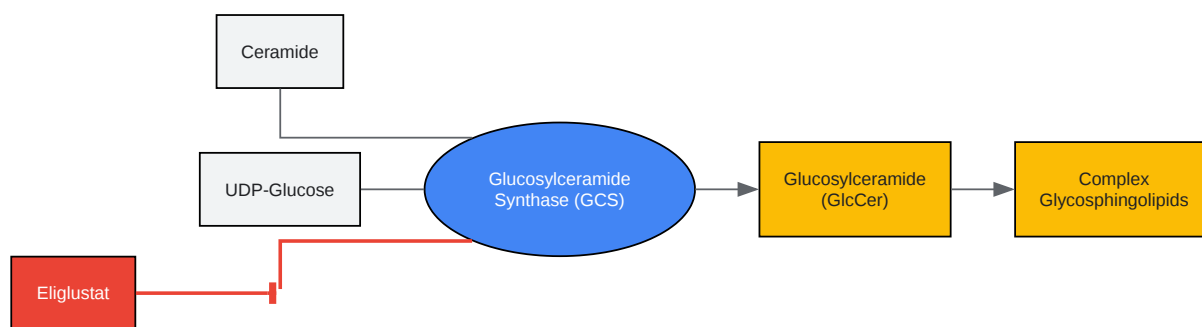 Ceramide
UDP-Glucose
Glucosylceramide
Synthase (GCS)
Glucosylceramide
(GlcCer)
Complex
Glycosphingolipids
Eliglustat